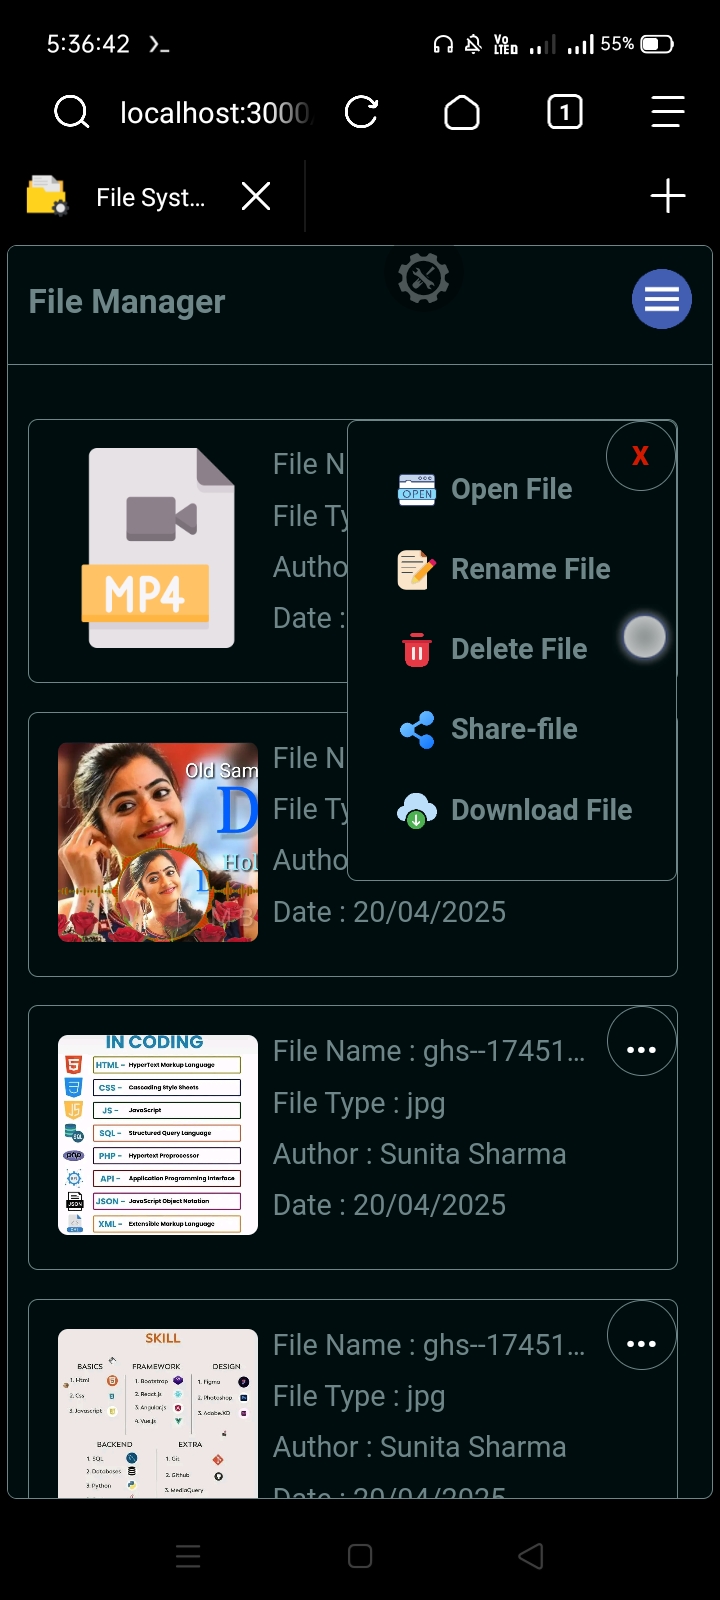 5:36:42
Vo LTED
55%
localhost:3000
1
File Syst...
File Manager
File N
File Ty
Autho
Date :
MP4
X
Open File
OPEN
Rename File
Delete File
Share-file
Download File
Old Sam
D
Hol
L
File N
File Ty
Autho
Date : 20/04/2025
IN CODING
HTML - HyperText Markup Language
CSS - Cascading Style Sheets
JS - JavaScript
SQL - Structured Query Language
PHP - Hypertext Preprocessor
API - Application Programming Interface
JSON - JavaScript Object Notation
XML - Extensible Markup Language
File Name : ghs--17451...
File Type : jpg
Author : Sunita Sharma
Date : 20/04/2025
SKILL
BASICS
1. Html
2. Css
3. Javascript
FRAMEWORK
1. Bootstrap
2. React.js
3. Angular.js
4. Vue.js
DESIGN
1. Figma
2. Photoshop
3. Adobe.XD
BACKEND
1. SQL
2. Databases
3. Python
EXTRA
1. Git
2. Github
3. MediaQuery
File Name : ghs--17451...
File Type : jpg
Author : Sunita Sharma
Date : 20/04/2025